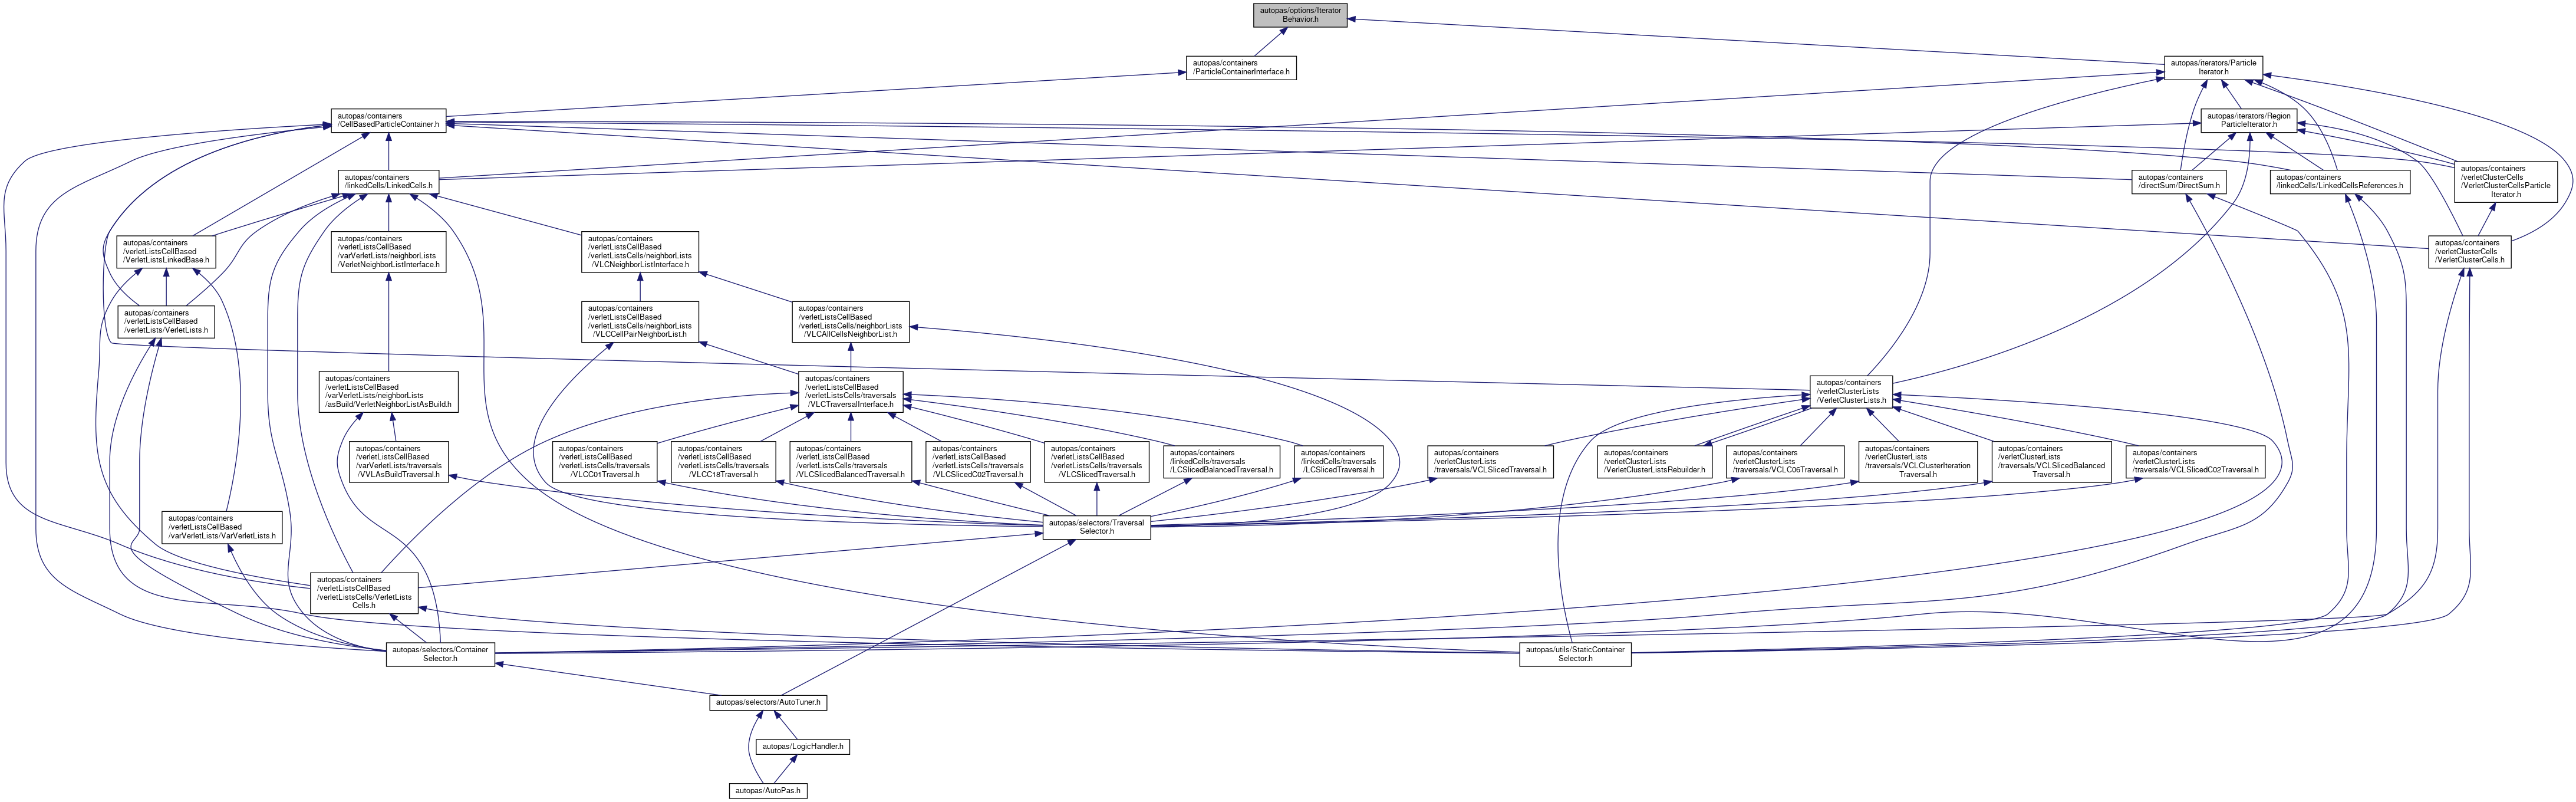 autopas/options/Iterator
Behavior.h
autopas/containers
/ParticleContainerInterface.h
autopas/iterators/Particle
Iterator.h
autopas/containers
/CellBasedParticleContainer.h
autopas/iterators/Region
ParticleIterator.h
autopas/containers
/linkedCells/LinkedCells.h
autopas/containers
/directSum/DirectSum.h
autopas/containers
/linkedCells/LinkedCellsReferences.h
autopas/containers
/verletClusterCells
/VerletClusterCellsParticle
Iterator.h
autopas/containers
/verletListsCellBased
/VerletListsLinkedBase.h
autopas/containers
/verletListsCellBased
/varVerletLists/neighborLists
/VerletNeighborListInterface.h
autopas/containers
/verletListsCellBased
/verletListsCells/neighborLists
/VLCNeighborListInterface.h
autopas/containers
/verletClusterCells
/VerletClusterCells.h
autopas/containers
/verletListsCellBased
/verletLists/VerletLists.h
autopas/containers
/verletListsCellBased
/verletListsCells/neighborLists
/VLCCellPairNeighborList.h
autopas/containers
/verletListsCellBased
/verletListsCells/neighborLists
/VLCAllCellsNeighborList.h
autopas/containers
/verletListsCellBased
/varVerletLists/neighborLists
/asBuild/VerletNeighborListAsBuild.h
autopas/containers
/verletListsCellBased
/verletListsCells/traversals
/VLCTraversalInterface.h
autopas/containers
/verletClusterLists
/VerletClusterLists.h
autopas/containers
/verletListsCellBased
/varVerletLists/traversals
/VVLAsBuildTraversal.h
autopas/containers
/verletListsCellBased
/verletListsCells/traversals
/VLCC01Traversal.h
autopas/containers
/verletListsCellBased
/verletListsCells/traversals
/VLCC18Traversal.h
autopas/containers
/verletListsCellBased
/verletListsCells/traversals
/VLCSlicedBalancedTraversal.h
autopas/containers
/verletListsCellBased
/verletListsCells/traversals
/VLCSlicedC02Traversal.h
autopas/containers
/verletListsCellBased
/verletListsCells/traversals
/VLCSlicedTraversal.h
autopas/containers
/linkedCells/traversals
/LCSlicedBalancedTraversal.h
autopas/containers
/linkedCells/traversals
/LCSlicedTraversal.h
autopas/containers
/verletClusterLists
/traversals/VCLSlicedTraversal.h
autopas/containers
/verletClusterLists
/VerletClusterListsRebuilder.h
autopas/containers
/verletClusterLists
/traversals/VCLC06Traversal.h
autopas/containers
/verletClusterLists
/traversals/VCLClusterIteration
Traversal.h
autopas/containers
/verletClusterLists
/traversals/VCLSlicedBalanced
Traversal.h
autopas/containers
/verletClusterLists
/traversals/VCLSlicedC02Traversal.h
autopas/containers
/verletListsCellBased
/varVerletLists/VarVerletLists.h
autopas/selectors/Traversal
Selector.h
autopas/containers
/verletListsCellBased
/verletListsCells/VerletLists
Cells.h
autopas/selectors/Container
Selector.h
autopas/utils/StaticContainer
Selector.h
autopas/selectors/AutoTuner.h
autopas/LogicHandler.h
autopas/AutoPas.h